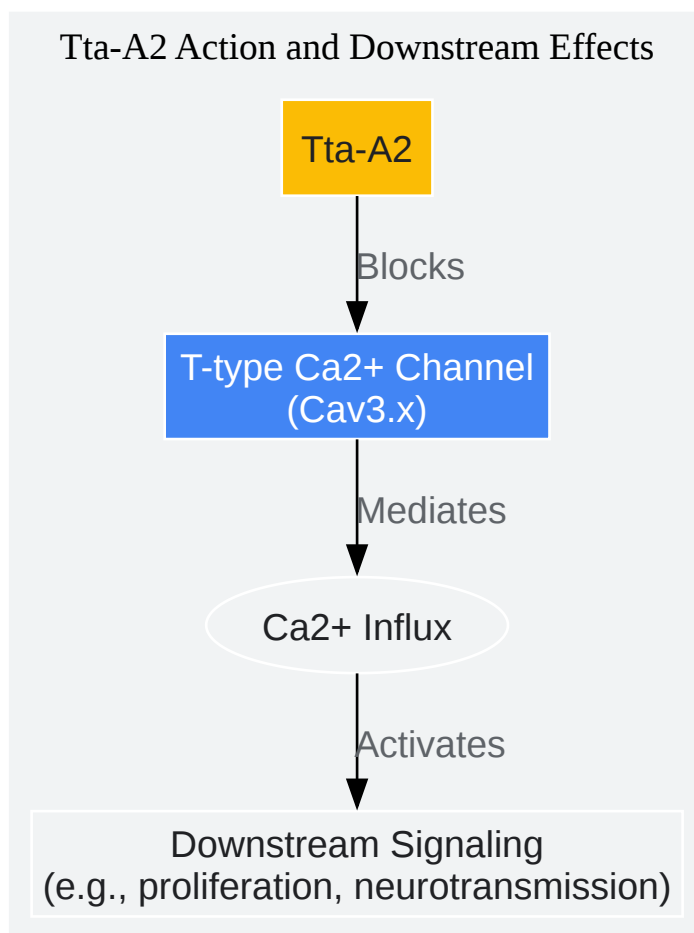 Tta-A2 Action and Downstream Effects
Tta-A2
Blocks
T-type Ca2+ Channel
(Cav3.x)
Mediates
Ca2+ Influx
Activates
Downstream Signaling
(e.g., proliferation, neurotransmission)